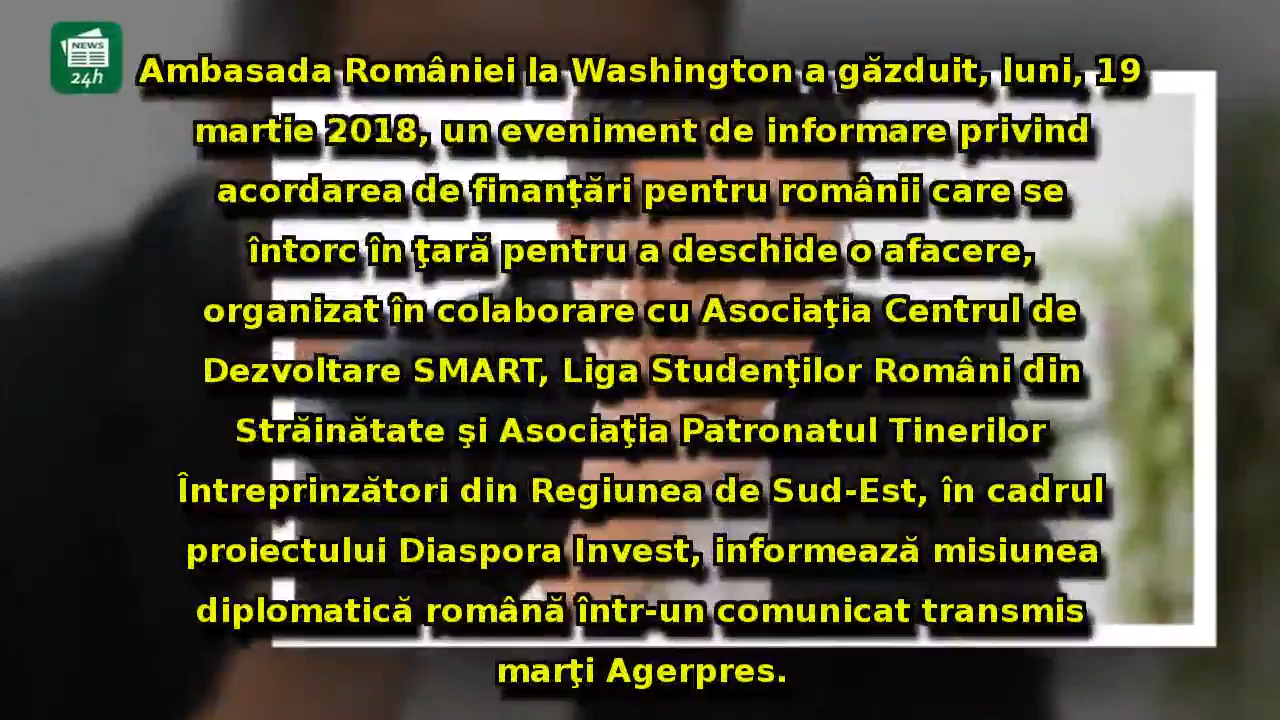 NEWS
24h
Ambasada României la Washington a găzduit, luni, 19
martie 2018, un eveniment de informare privind
acordarea de finanţări pentru românii care se
întorc în ţară pentru a deschide o afacere,
organizat în colaborare cu Asociaţia Centrul de
Dezvoltare SMART, Liga Studenţilor Români din
Străinătate şi Asociaţia Patronatul Tinerilor
Întreprinzători din Regiunea de Sud-Est, în cadrul
proiectului Diaspora Invest, informează misiunea
diplomatică română într-un comunicat transmis
marţi Agerpres.